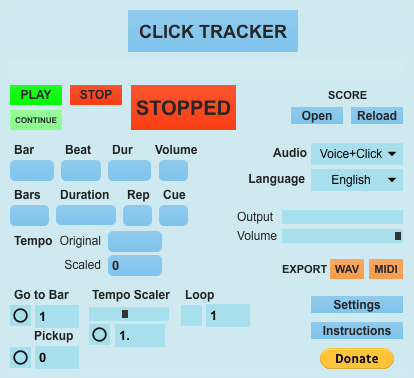 CLICK TRACKER
PLAY STOP STOPPED SCORE
CONTINUE Open Reload
Bar Beat Dur Volume Audio Voice+Click
Language English
Bars Duration Rep Cue
Output
Tempo Original Volume
Scaled 0 EXPORT WAV MIDI
Go to Bar Tempo Scaler Loop
1 1 Settings
Pickup 1. Instructions
0 Donate